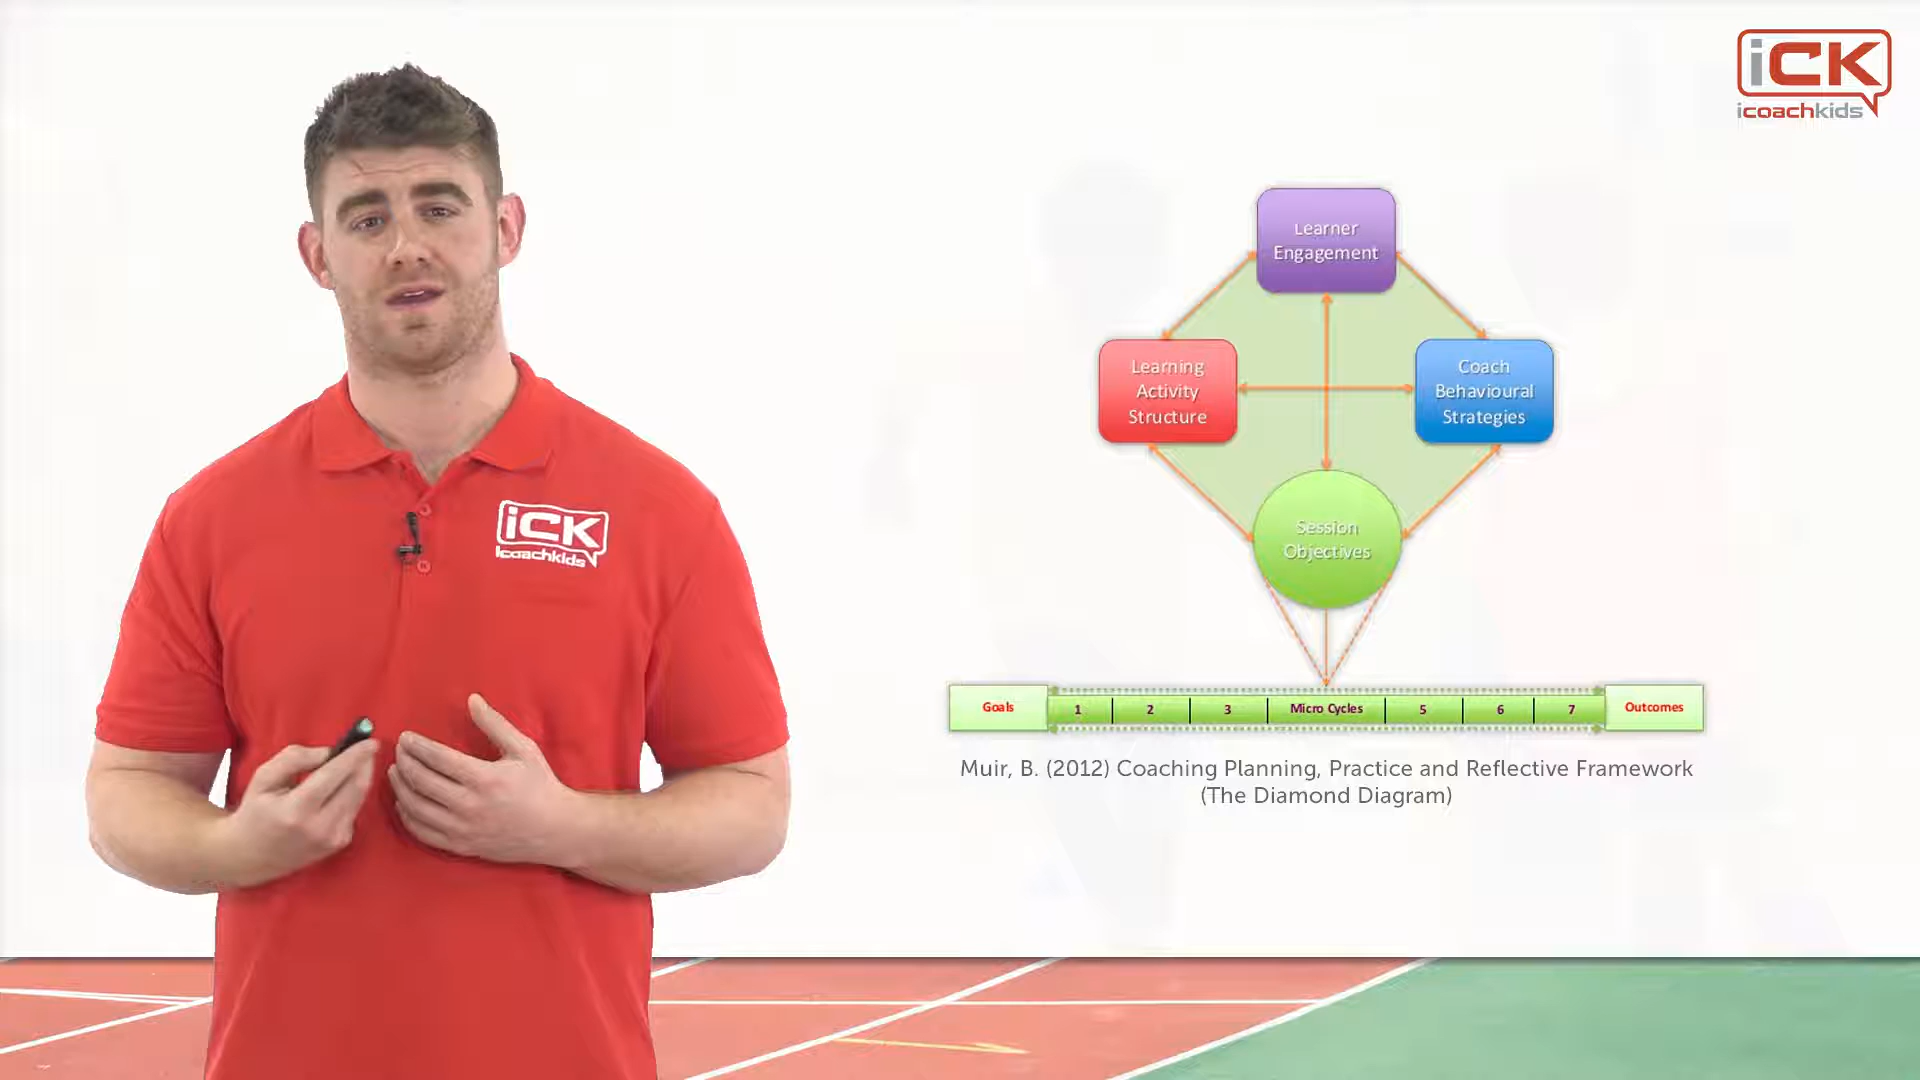 iCK
icoachkids
Learner
Engagement
Learning
Activity
Structure
Coach
Behavioural
Strategies
iCK
icoachkids
Session
Objectives
Goals 1 2 3 Micro Cycles 5 6 7 Outcomes
Muir, B. (2012) Coaching Planning, Practice and Reflective Framework
(The Diamond Diagram)